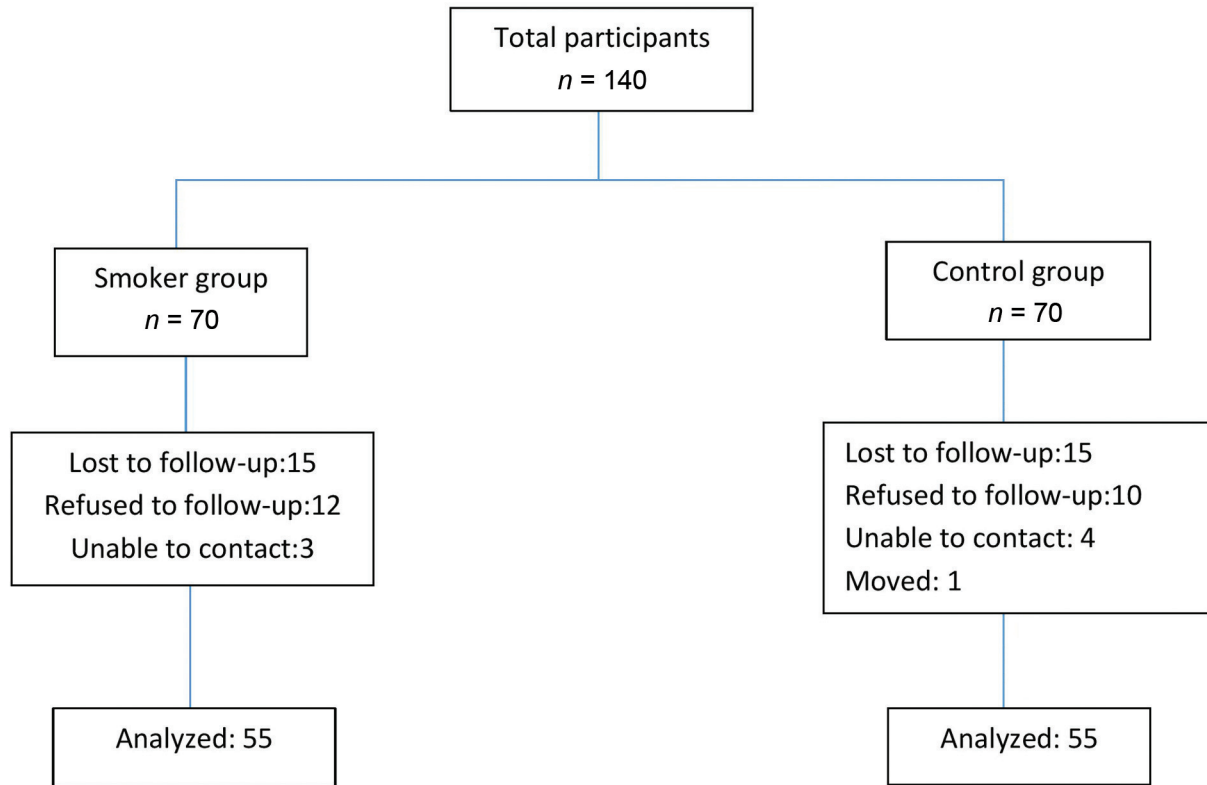 Total participants
n = 140
Smoker group
n = 70
Control group
n = 70
Lost to follow-up:15
Refused to follow-up:12
Unable to contact:3
Lost to follow-up:15
Refused to follow-up:10
Unable to contact: 4
Moved: 1
Analyzed: 55
Analyzed: 55